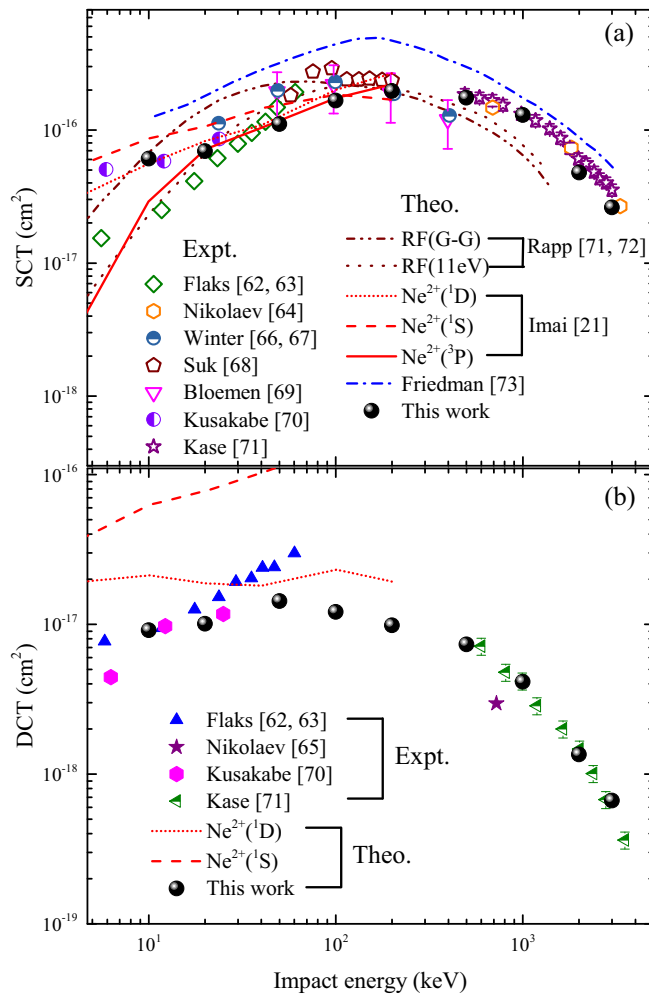 (a)
10⁻¹⁶
10⁻¹⁷
10⁻¹⁸
SCT (cm²)
Expt.
Flaks [62, 63]
Nikolaev [64]
Winter [66, 67]
Suk [68]
Bloemen [69]
Kusakabe [70]
Kase [71]
Theo.
RF(G-G)
RF(11eV)
Rapp [71, 72]
Ne²⁺(¹D)
Ne²⁺(¹S)
Ne²⁺(³P)
Imai [21]
Friedman [73]
This work
(b)
10⁻¹⁶
10⁻¹⁷
10⁻¹⁸
10⁻¹⁹
DCT (cm²)
Flaks [62, 63]
Nikolaev [65]
Kusakabe [70]
Kase [71]
Expt.
Ne²⁺(¹D)
Ne²⁺(¹S)
This work
Theo.
10¹ 10² 10³
Impact energy (keV)